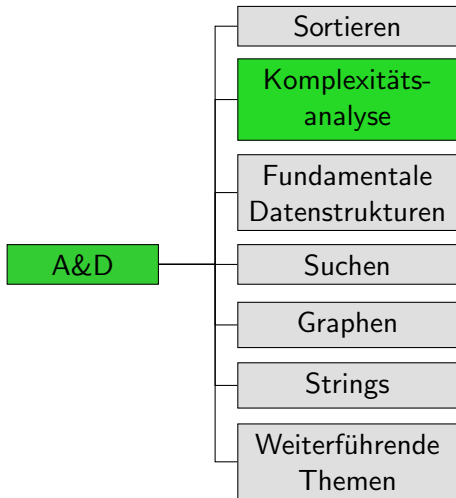 Sortieren
Komplexitäts-
analyse
Fundamentale
Datenstrukturen
A&D
Suchen
Graphen
Strings
Weiterführende
Themen